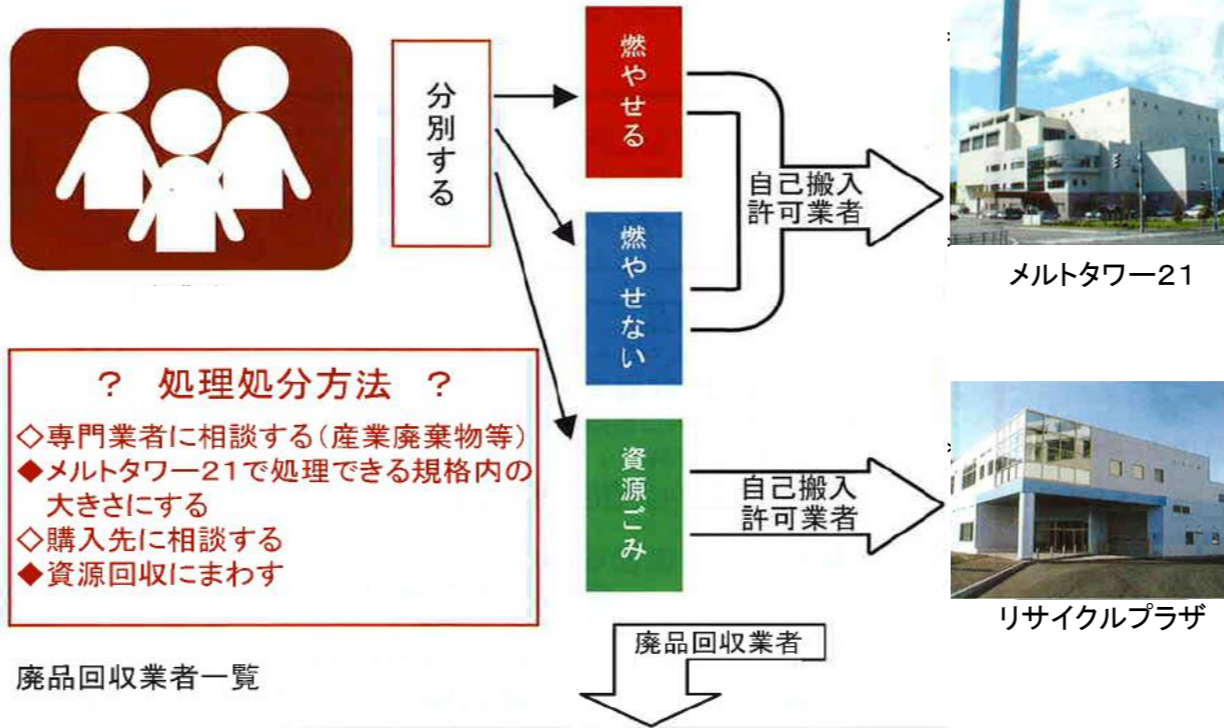 分別する
燃やせる
燃やせない
資源ごみ
自己搬入
許可業者
メルトタワー21
自己搬入
許可業者
リサイクルプラザ
? 処理処分方法 ?
◇専門業者に相談する(産業廃棄物等)
◆メルトタワー21で処理できる規格内の
大きさにする
◇購入先に相談する
◆資源回収にまわす
廃品回収業者
廃品回収業者一覧